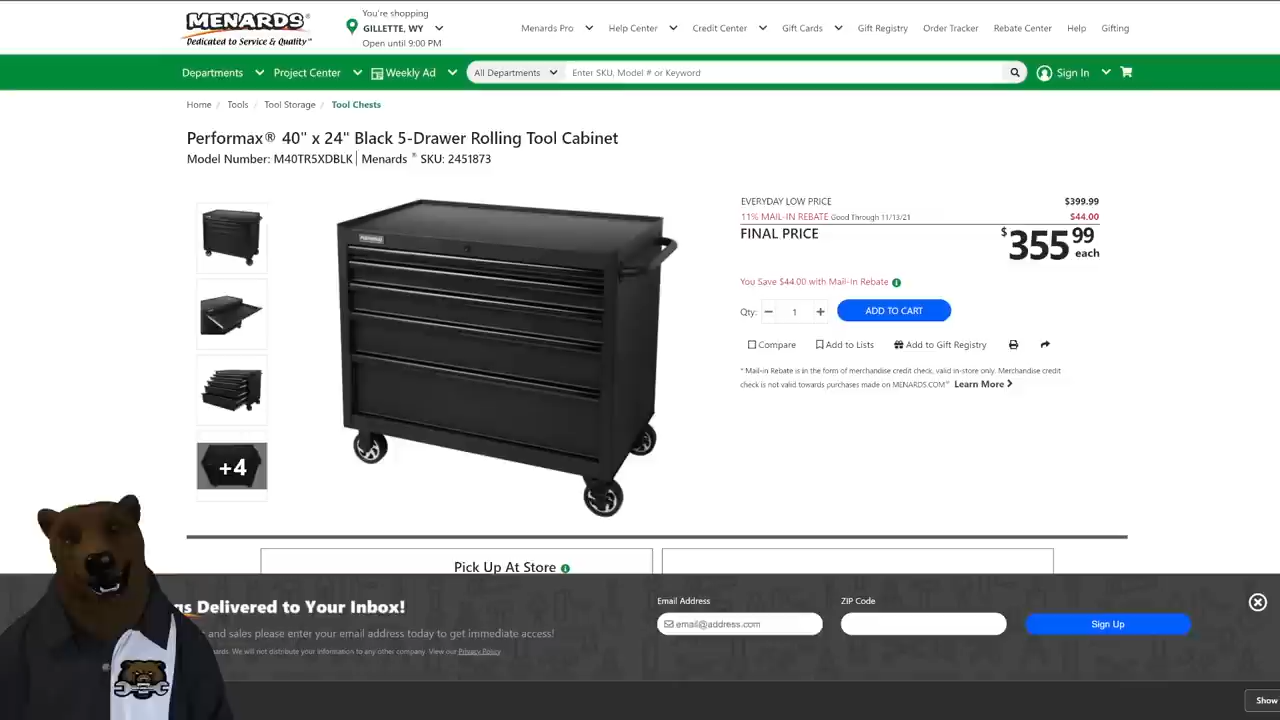 MENARDS®
Dedicated to Service & Quality™
You're shopping
GILLETTE, WY
Open until 9:00 PM
Menards Pro Help Center Credit Center Gift Cards Gift Registry Order Tracker Rebate Center Help Gifting
Departments Project Center Weekly Ad All Departments Enter SKU, Model # or Keyword Sign In
Home / Tools / Tool Storage / Tool Chests
Performax® 40" x 24" Black 5-Drawer Rolling Tool Cabinet
Model Number: M40TR5XDBLK | Menards ® SKU: 2451873
PERFORMAX
+4
EVERYDAY LOW PRICE $399.99
11% MAIL-IN REBATE Good Through 11/13/21 $44.00
FINAL PRICE $355 99 each
You Save $44.00 with Mail-In Rebate
Qty: − 1 + ADD TO CART
Compare Add to Lists Add to Gift Registry
* Mail-in Rebate is in the form of merchandise credit check, valid in-store only. Merchandise credit
check is not valid towards purchases made on MENARDS.COM® Learn More
Pick Up At Store
Delivered to Your Inbox!
and sales please enter your email address today to get immediate access!
We will not distribute your information to any other company. View our Privacy Policy
Email Address
email@address.com
ZIP Code
Sign Up
Show